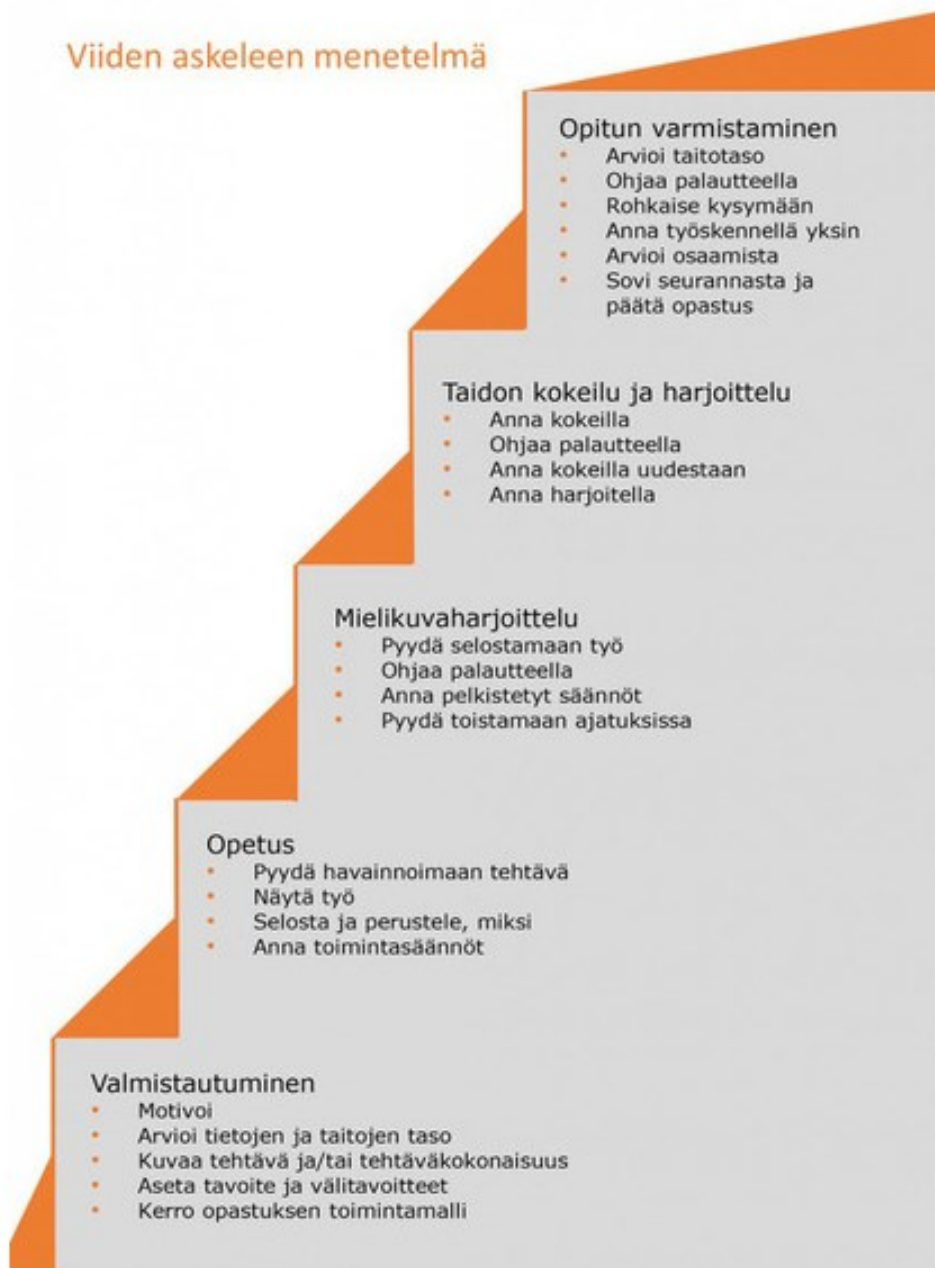 Viiden askeleen menetelmä
Opitun varmistaminen
• Arvioi taitotaso
• Ohjaa palautteella
• Rohkaise kysymään
• Anna työskennellä yksin
• Arvioi osaamista
• Sovi seurannasta ja
päätä opastus
Taidon kokeilu ja harjoittelu
• Anna kokeilla
• Ohjaa palautteella
• Anna kokeilla uudestaan
• Anna harjoitella
Mielikuvaharjoittelu
• Pyydä selostamaan työ
• Ohjaa palautteella
• Anna pelkistetyt säännöt
• Pyydä toistamaan ajatuksissa
Opetus
• Pyydä havainnoimaan tehtävä
• Näytä työ
• Selosta ja perustele, miksi
• Anna toimintasäännöt
Valmistautuminen
• Motivoi
• Arvioi tietojen ja taitojen taso
• Kuvaa tehtävä ja/tai tehtäväkokonaisuus
• Aseta tavoite ja välitavoitteet
• Kerro opastuksen toimintamalli